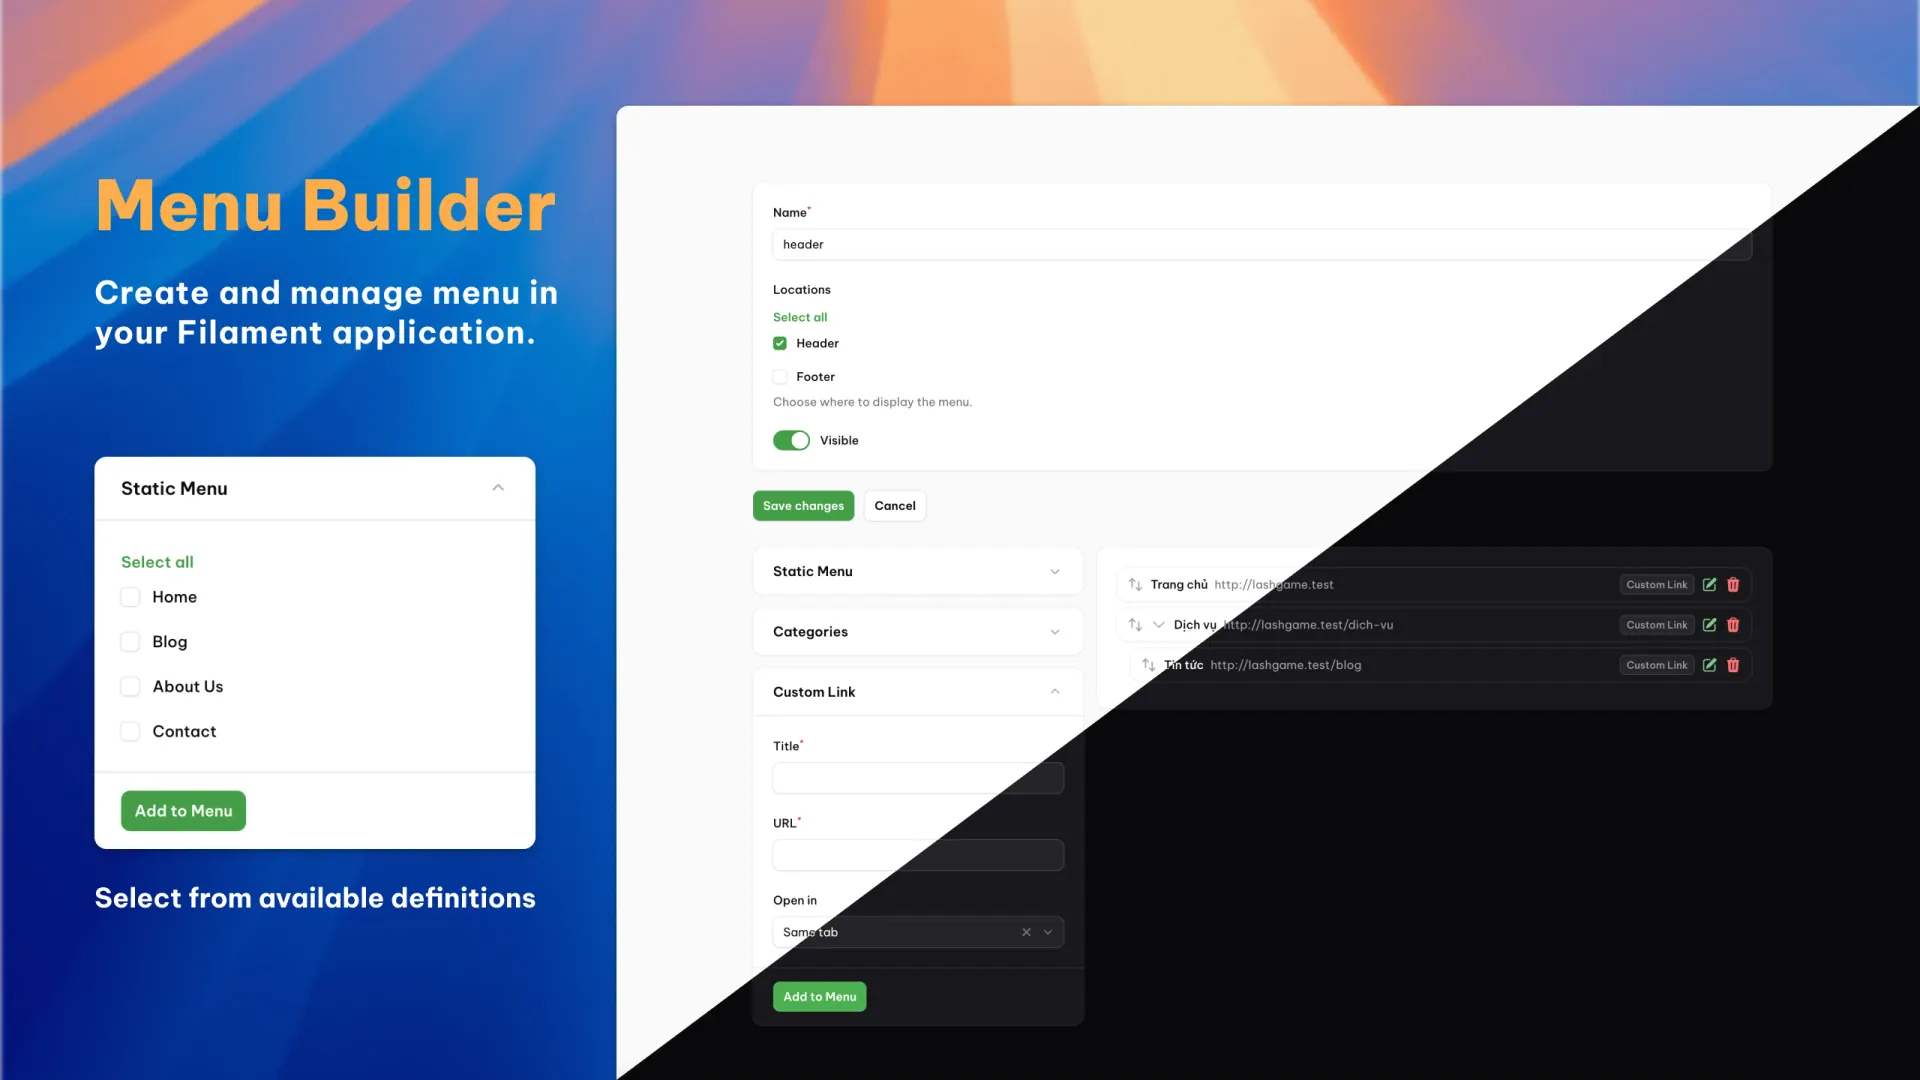 Menu Builder
Create and manage menu in
your Filament application.
Static Menu
Select all
Home
Blog
About Us
Contact
Add to Menu
Select from available definitions
Name*
header
Locations
Select all
Header
Footer
Choose where to display the menu.
Visible
Save changes
Cancel
Static Menu
Categories
Custom Link
Title*
URL*
Open in
Same tab
Add to Menu
Trang chủ http://lashgame.test Custom Link
Dịch vụ http://lashgame.test/dich-vu Custom Link
Tin tức http://lashgame.test/blog Custom Link